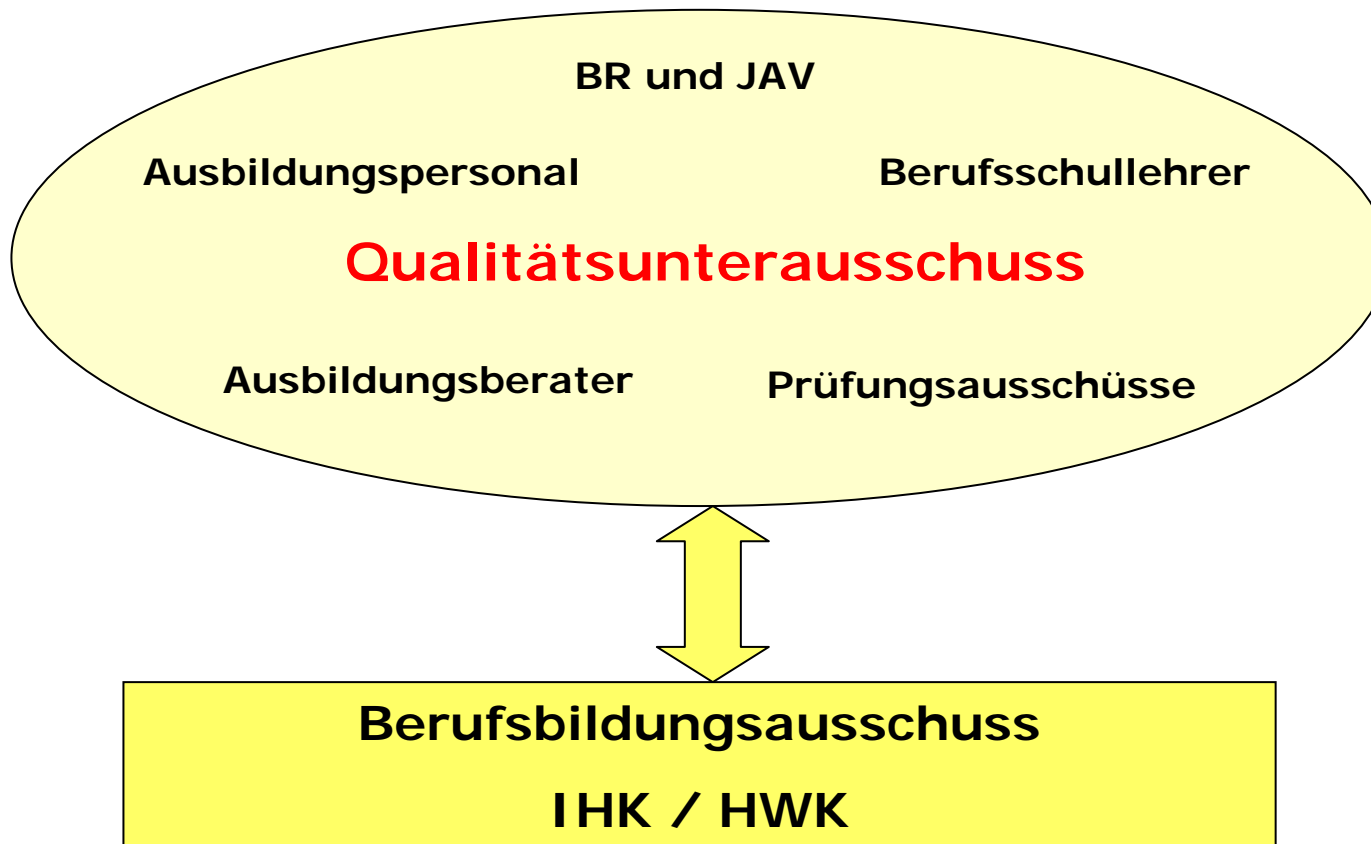 BR und JAV
Ausbildungspersonal
Berufsschullehrer
Qualitätsunterausschuss
Ausbildungsberater
Prüfungsausschüsse
Berufsbildungsausschuss
IHK / HWK